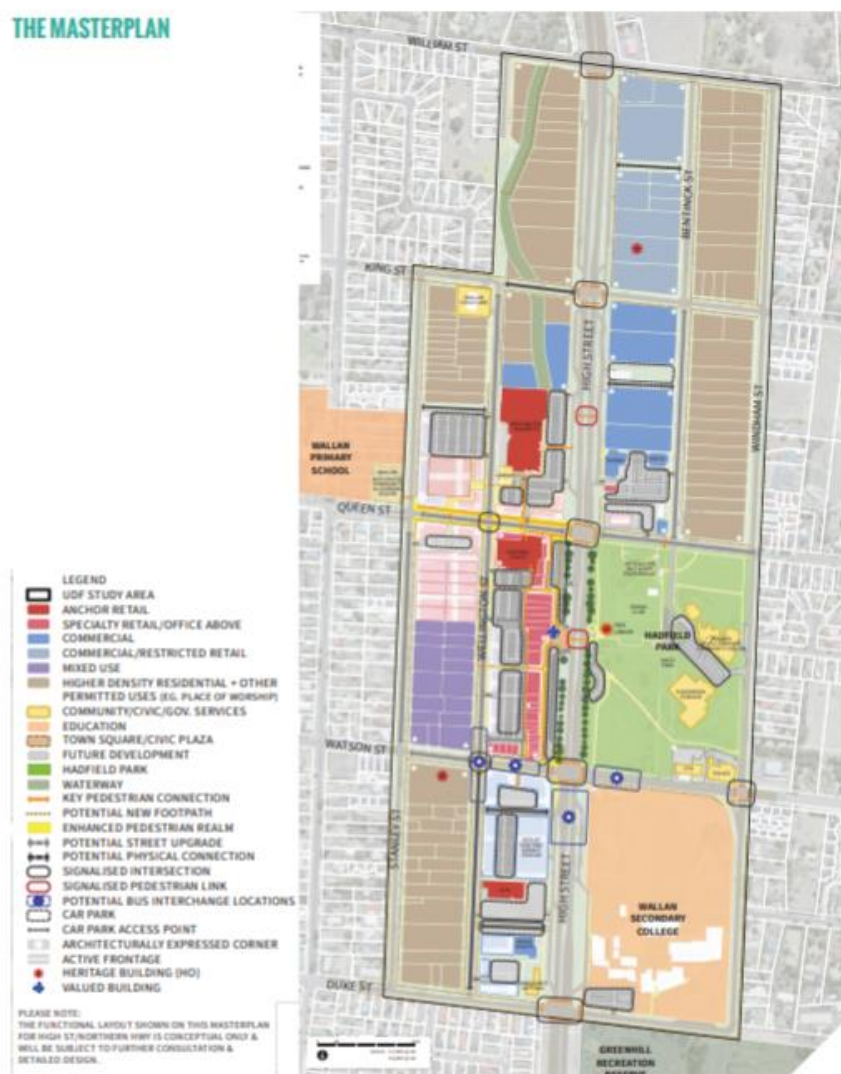 THE MASTERPLAN
WILLIAM ST
BENTINCK ST
KING ST
HIGH STREET
WINDHAM ST
WALLAN
PRIMARY
SCHOOL
QUEEN ST
WELLINGTON ST
HADFIELD
PARK
WATSON ST
STANLEY ST
HIGH STREET
WALLAN
SECONDARY
COLLEGE
DUKE ST
GREENHILL
RECREATION
RESERVE
LEGEND
UDF STUDY AREA
ANCHOR RETAIL
SPECIALTY RETAIL/OFFICE ABOVE
COMMERCIAL
COMMERCIAL/RESTRICTED RETAIL
MIXED USE
HIGHER DENSITY RESIDENTIAL + OTHER
PERMITTED USES (EG. PLACE OF WORSHIP)
COMMUNITY/CIVIC/GOV. SERVICES
EDUCATION
TOWN SQUARE/CIVIC PLAZA
FUTURE DEVELOPMENT
HADFIELD PARK
WATERWAY
KEY PEDESTRIAN CONNECTION
POTENTIAL NEW FOOTPATH
ENHANCED PEDESTRIAN REALM
POTENTIAL STREET UPGRADE
POTENTIAL PHYSICAL CONNECTION
SIGNALISED INTERSECTION
SIGNALISED PEDESTRIAN LINK
POTENTIAL BUS INTERCHANGE LOCATIONS
CAR PARK
CAR PARK ACCESS POINT
ARCHITECTURALLY EXPRESSED CORNER
ACTIVE FRONTAGE
HERITAGE BUILDING (HO)
VALUED BUILDING
PLEASE NOTE:
THE FUNCTIONAL LAYOUT SHOWN ON THIS MASTERPLAN
FOR HIGH ST/NORTHERN HWY IS CONCEPTUAL ONLY &
WILL BE SUBJECT TO FURTHER CONSULTATION &
DETAILED DESIGN.